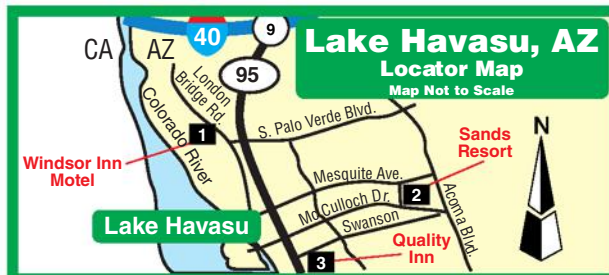 40
9
Lake Havasu, AZ
Locator Map
Map Not to Scale
CA
AZ
95
London
Bridge Rd.
S. Palo Verde Blvd.
Colorado River
1
Windsor Inn
Motel
Sands
Resort
N
Mesquite Ave.
2
McCulloch Dr.
Acoma Blvd.
Swanson
Lake Havasu
Quality
Inn
3